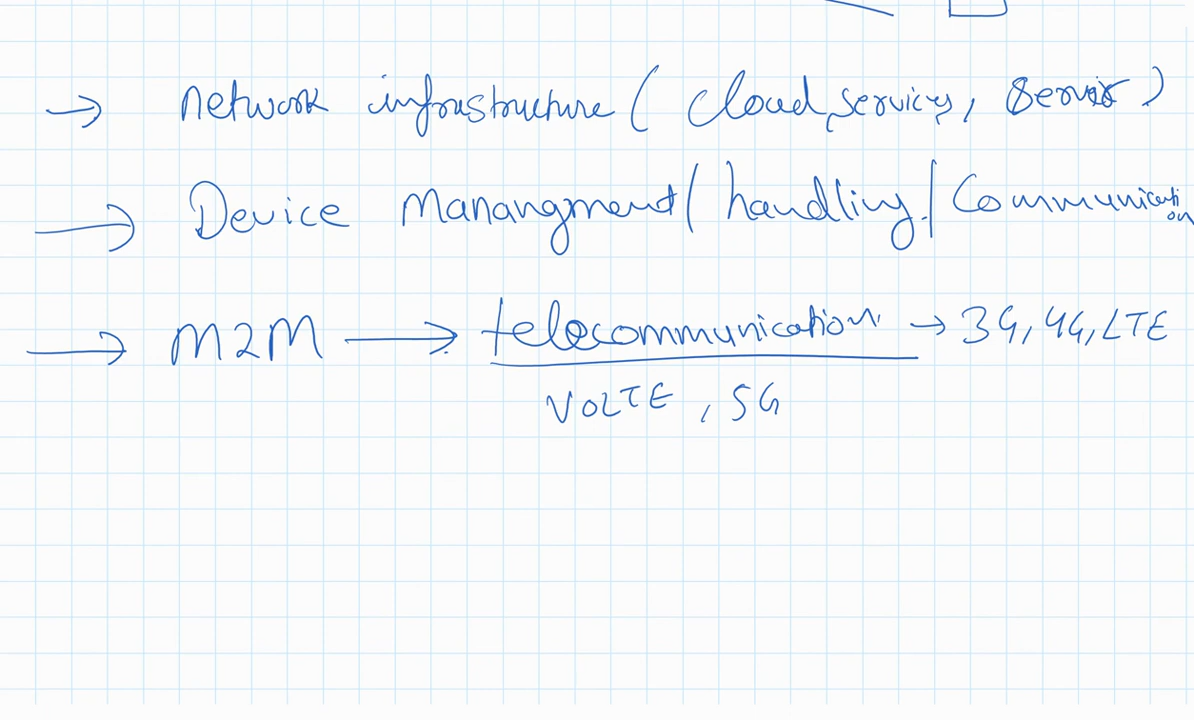 → Network infrastructure ( Cloud services, Servers )
→ Device Manangment / handling / Communication
→ M2M → telecommunication. → 3G, 4G, LTE
VOLTE, 5G